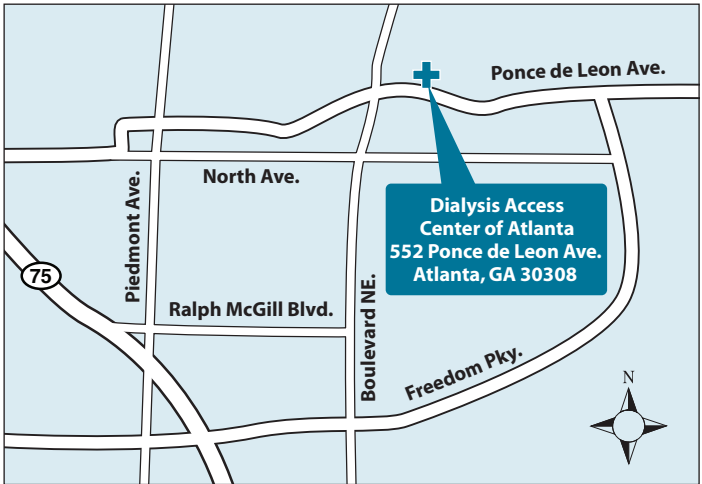 Ponce de Leon Ave.
North Ave.
Piedmont Ave.
Dialysis Access
Center of Atlanta
552 Ponce de Leon Ave.
Atlanta, GA 30308
75
Ralph McGill Blvd.
Boulevard NE.
Freedom Pky.
N